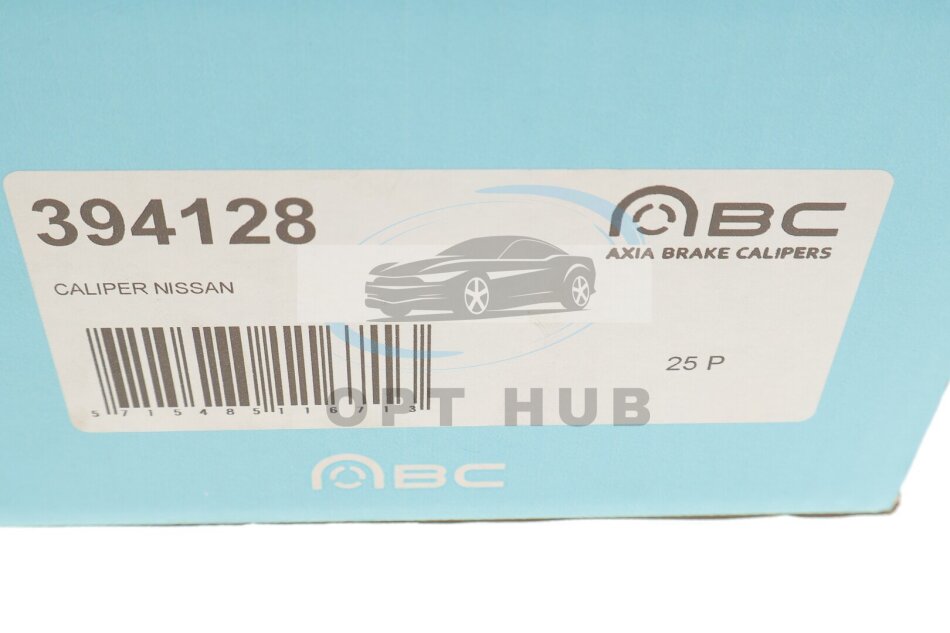 394128
ABC
AXIA BRAKE CALIPERS
CALIPER NISSAN
25 P
5715485116713
OPT HUB
ABC